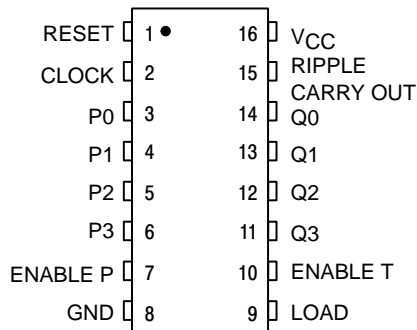 RESET 1 16 VCC
CLOCK 2 15 RIPPLE
CARRY OUT
P0 3 14 Q0
P1 4 13 Q1
P2 5 12 Q2
P3 6 11 Q3
ENABLE P 7 10 ENABLE T
GND 8 9 LOAD